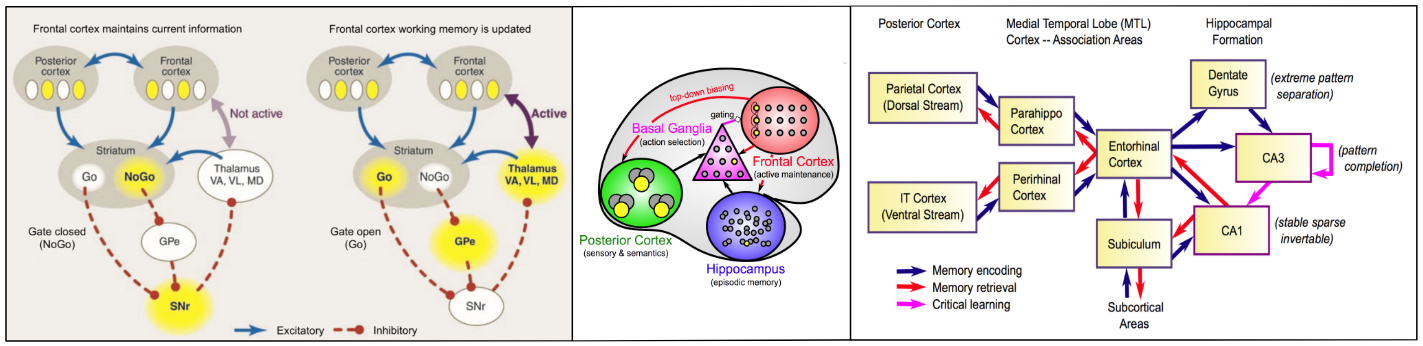 Frontal cortex maintains current information
Posterior
cortex
Frontal
cortex
Not active
Striatum
Go
NoGo
Thalamus
VA, VL, MD
Gate closed
(NoGo)
GPe
SNr
Frontal cortex working memory is updated
Posterior
cortex
Frontal
cortex
Active
Striatum
Go
NoGo
Thalamus
VA, VL, MD
Gate open
(Go)
GPe
SNr
Excitatory
Inhibitory
top-down biasing
gating
Basal Ganglia
(action selection)
Frontal Cortex
(active maintenance)
Posterior Cortex
(sensory & semantics)
Hippocampus
(episodic memory)
Posterior Cortex
Medial Temporal Lobe (MTL)
Cortex -- Association Areas
Hippocampal
Formation
Parietal Cortex
(Dorsal Stream)
Parahippo
Cortex
Dentate
Gyrus
(extreme pattern
separation)
Entorhinal
Cortex
CA3
(pattern
completion)
IT Cortex
(Ventral Stream)
Perirhinal
Cortex
Subiculum
CA1
(stable sparse
invertable)
Memory encoding
Memory retrieval
Critical learning
Subcortical
Areas